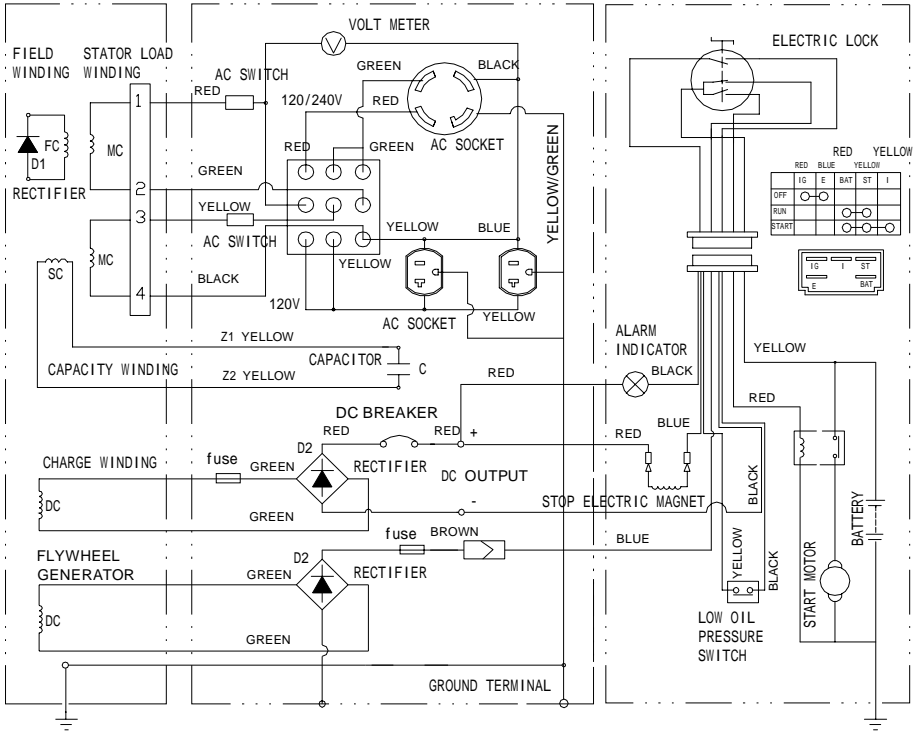 VOLT METER
ELECTRIC LOCK
FIELD
WINDING
STATOR LOAD
WINDING
AC SWITCH
RED
GREEN
BLACK
120/240V
RED
AC SOCKET
RED
GREEN
1
MC
FC
D1
RECTIFIER
GREEN
2
YELLOW
3
AC SWITCH
MC
SC
BLACK
4
YELLOW
BLUE
YELLOW
120V
YELLOW
AC SOCKET
YELLOW/GREEN
RED YELLOW
RED BLUE YELLOW
IG E BAT ST I
OFF
RUN
START
IG I ST
E BAT
Z1 YELLOW
CAPACITOR
C
CAPACITY WINDING
Z2 YELLOW
ALARM
INDICATOR
BLACK
YELLOW
RED
RED
DC BREAKER
RED
RED
+
RED
BLUE
D2
RECTIFIER
fuse
CHARGE WINDING
GREEN
DC OUTPUT
DC
GREEN
-
STOP ELECTRIC MAGNET
BLACK
BATTERY
fuse
BROWN
BLUE
FLYWHEEL
GENERATOR
D2
GREEN
RECTIFIER
DC
GREEN
YELLOW
BLACK
START MOTOR
LOW OIL
PRESSURE
SWITCH
GROUND TERMINAL